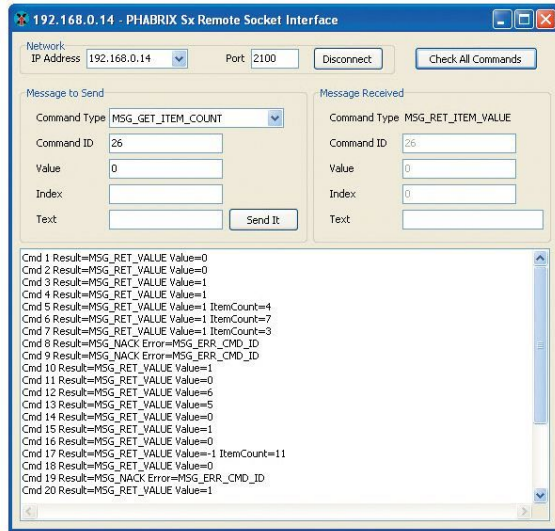 192.168.0.14 - PHABRIX Sx Remote Socket Interface
Network
IP Address 192.168.0.14 Port 2100 Disconnect Check All Commands
Message to Send
Command Type MSG_GET_ITEM_COUNT
Command ID 26
Value 0
Index
Text Send It
Message Received
Command Type MSG_RET_ITEM_VALUE
Command ID 26
Value 0
Index 0
Text
Cmd 1 Result=MSG_RET_VALUE Value=0
Cmd 2 Result=MSG_RET_VALUE Value=0
Cmd 3 Result=MSG_RET_VALUE Value=1
Cmd 4 Result=MSG_RET_VALUE Value=1
Cmd 5 Result=MSG_RET_VALUE Value=1 ItemCount=4
Cmd 6 Result=MSG_RET_VALUE Value=1 ItemCount=7
Cmd 7 Result=MSG_RET_VALUE Value=1 ItemCount=3
Cmd 8 Result=MSG_NACK Error=MSG_ERR_CMD_ID
Cmd 9 Result=MSG_NACK Error=MSG_ERR_CMD_ID
Cmd 10 Result=MSG_RET_VALUE Value=1
Cmd 11 Result=MSG_RET_VALUE Value=0
Cmd 12 Result=MSG_RET_VALUE Value=6
Cmd 13 Result=MSG_RET_VALUE Value=5
Cmd 14 Result=MSG_RET_VALUE Value=0
Cmd 15 Result=MSG_RET_VALUE Value=1
Cmd 16 Result=MSG_RET_VALUE Value=0
Cmd 17 Result=MSG_RET_VALUE Value=-1 ItemCount=11
Cmd 18 Result=MSG_RET_VALUE Value=0
Cmd 19 Result=MSG_NACK Error=MSG_ERR_CMD_ID
Cmd 20 Result=MSG_RET_VALUE Value=1